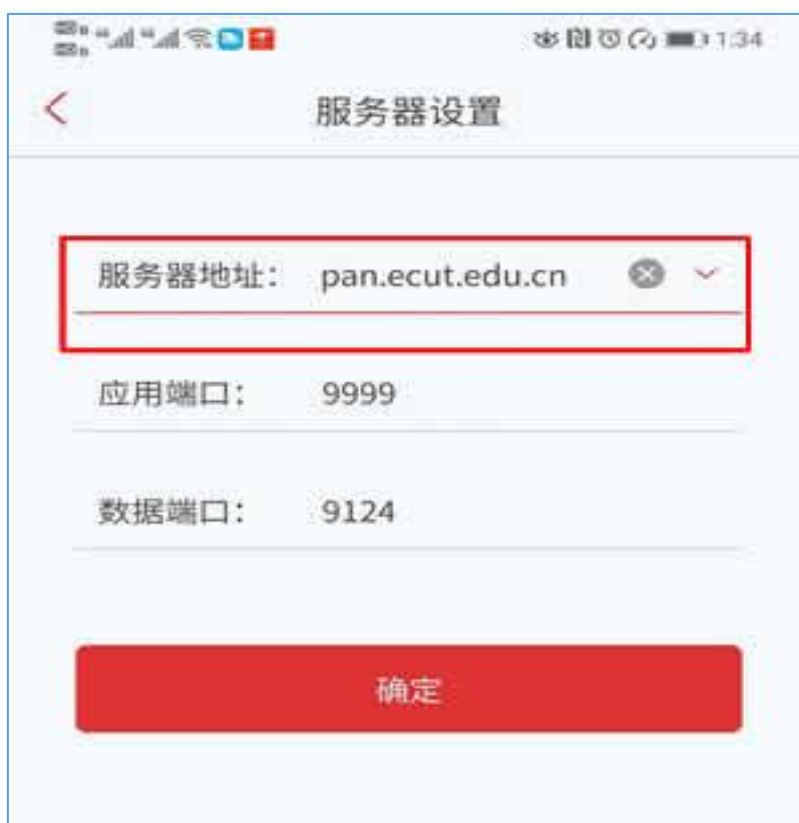 1:34
服务器设置
服务器地址： pan.ecut.edu.cn
应用端口： 9999
数据端口： 9124
确定